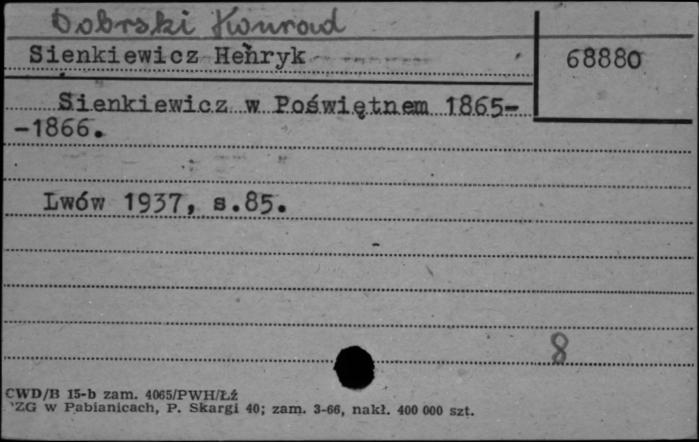 Dobrski Konrad
Sienkiewicz Henryk
68880
Sienkiewicz w Poświętnem 1865-
-1866.
Lwów 1937, s.85.
8
CWD/B 15-b zam. 4065/PWH/Łź
ZG w Pabianicach, P. Skargi 40; zam. 3-66, nakł. 400 000 szt.